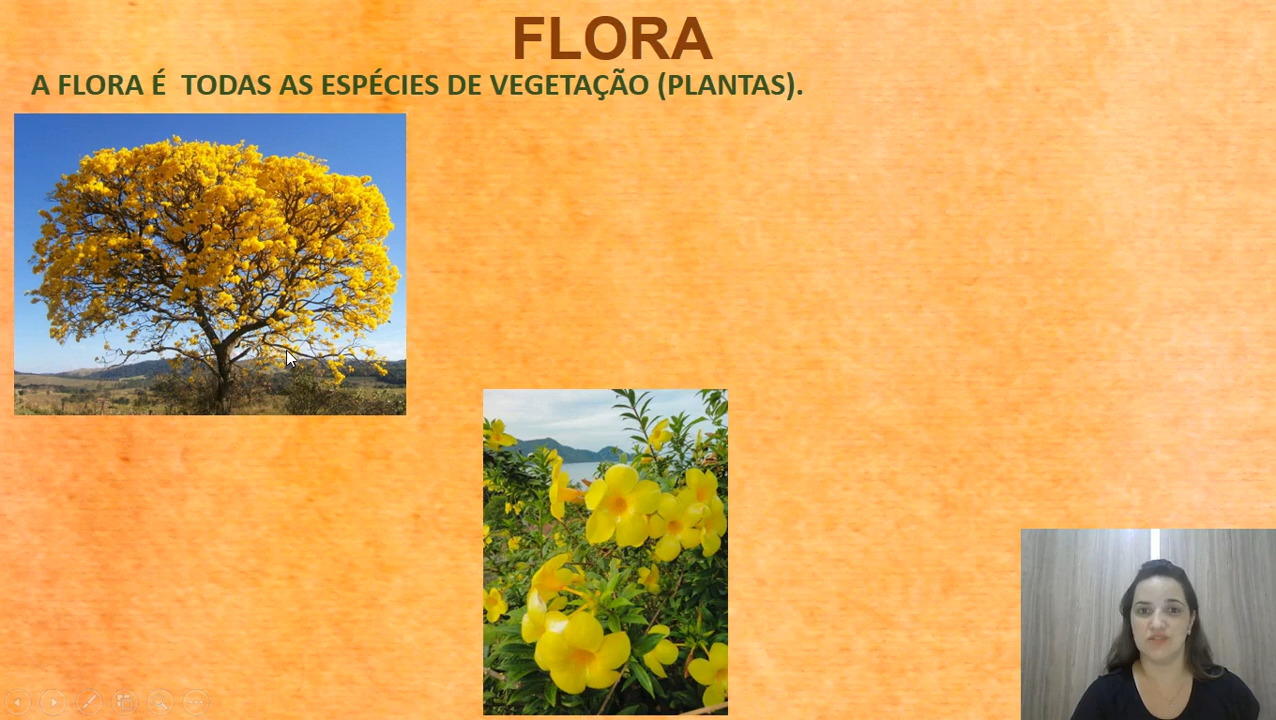 FLORA
A FLORA É TODAS AS ESPÉCIES DE VEGETAÇÃO (PLANTAS).